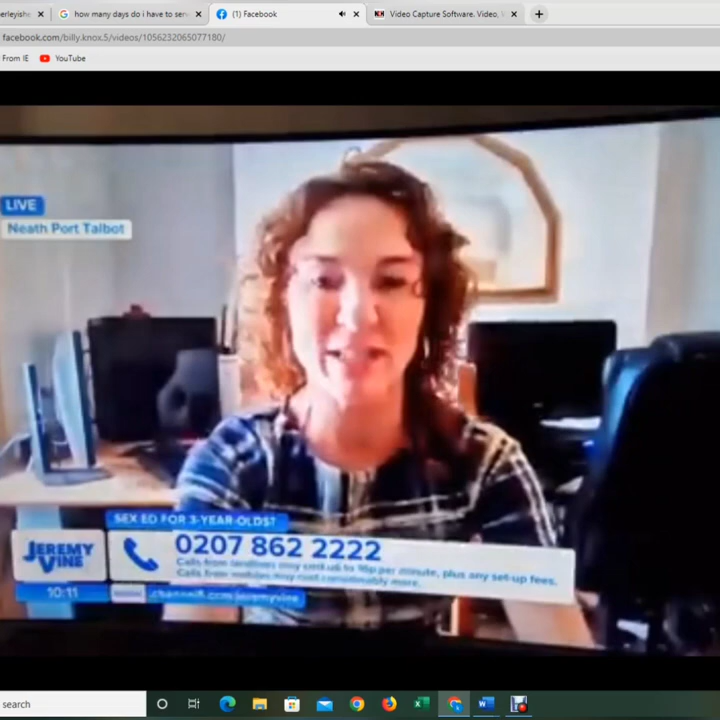 erleyishe
how many days do i have to serv
(1) Facebook
Video Capture Software. Video,
facebook.com/billy.knox.5/videos/1056232065077180/
From IE
YouTube
LIVE
Neath Port Talbot
SEX ED FOR 3-YEAR-OLDS?
JEREMY
VINE
0207 862 2222
Calls from landlines may cost up to 16p per minute, plus any set-up fees.
Calls from mobiles may cost considerably more.
10:11
channel5.com/jeremyvine
search